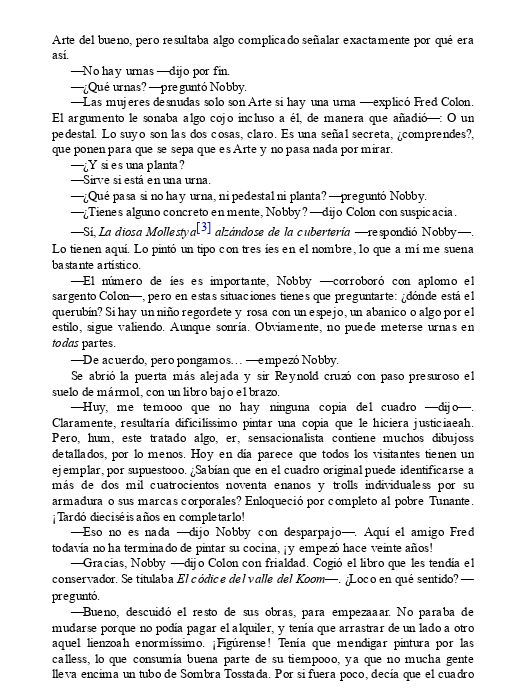 Arte del bueno, pero resultaba algo complicado señalar exactamente por qué era
así.
—No hay urnas —dijo por fin.
—¿Qué urnas? —preguntó Nobby.
—Las mujeres desnudas solo son Arte si hay una urna —explicó Fred Colon.
El argumento le sonaba algo cojo incluso a él, de manera que añadió—: O un
pedestal. Lo suyo son las dos cosas, claro. Es una señal secreta, ¿comprendes?,
que ponen para que se sepa que es Arte y no pasa nada por mirar.
—¿Y si es una planta?
—Sirve si está en una urna.
—¿Qué pasa si no hay urna, ni pedestal ni planta? —preguntó Nobby.
—¿Tienes alguno concreto en mente, Nobby? —dijo Colon con suspicacia.
—Sí, La diosa Mollestya[3] alzándose de la cubertería —respondió Nobby—.
Lo tienen aquí. Lo pintó un tipo con tres íes en el nombre, lo que a mí me suena
bastante artístico.
—El número de íes es importante, Nobby —corroboró con aplomo el
sargento Colon—, pero en estas situaciones tienes que preguntarte: ¿dónde está el
querubín? Si hay un niño regordete y rosa con un espejo, un abanico o algo por el
estilo, sigue valiendo. Aunque sonría. Obviamente, no puede meterse urnas en
todas partes.
—De acuerdo, pero pongamos… —empezó Nobby.
Se abrió la puerta más alejada y sir Reynold cruzó con paso presuroso el
suelo de mármol, con un libro bajo el brazo.
—Huy, me temooo que no hay ninguna copia del cuadro —dijo—.
Claramente, resultaría dificilíssimo pintar una copia que le hiciera justiciaeah.
Pero, hum, este tratado algo, er, sensacionalista contiene muchos dibujoss
detallados, por lo menos. Hoy en día parece que todos los visitantes tienen un
ejemplar, por supuestooo. ¿Sabían que en el cuadro original puede identificarse a
más de dos mil cuatrocientos noventa enanos y trolls individualess por su
armadura o sus marcas corporales? Enloqueció por completo al pobre Tunante.
¡Tardó dieciséis años en completarlo!
—Eso no es nada —dijo Nobby con desparpajo—. Aquí el amigo Fred
todavía no ha terminado de pintar su cocina, ¡y empezó hace veinte años!
—Gracias, Nobby —dijo Colon con frialdad. Cogió el libro que les tendía el
conservador. Se titulaba El códice del valle del Koom—. ¿Loco en qué sentido? —
preguntó.
—Bueno, descuidó el resto de sus obras, para empezaaar. No paraba de
mudarse porque no podía pagar el alquiler, y tenía que arrastrar de un lado a otro
aquel lienzoah enormíssimo. ¡Figúrense! Tenía que mendigar pintura por las
calless, lo que consumía buena parte de su tiempooo, ya que no mucha gente
lleva encima un tubo de Sombra Tosstada. Por si fuera poco, decía que el cuadro